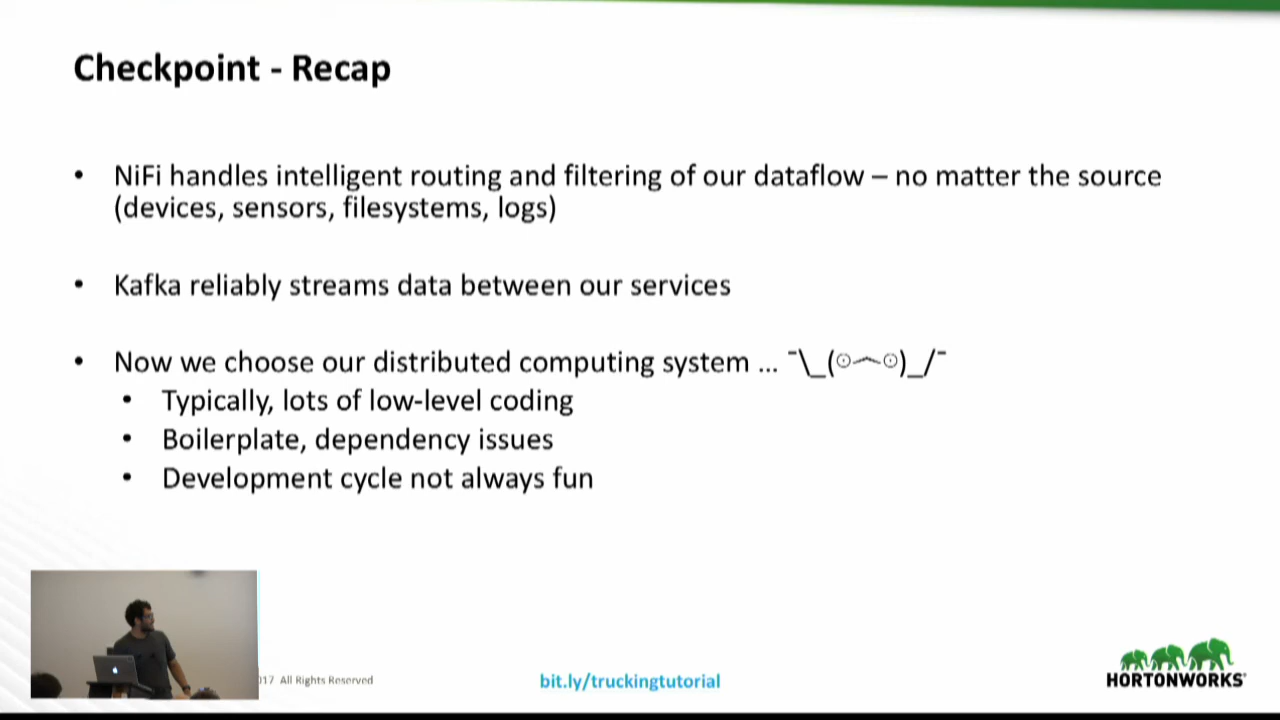 Checkpoint - Recap
• NiFi handles intelligent routing and filtering of our dataflow – no matter the source
(devices, sensors, filesystems, logs)
• Kafka reliably streams data between our services
• Now we choose our distributed computing system ... ¯\_(⊙︿⊙)_/¯
• Typically, lots of low-level coding
• Boilerplate, dependency issues
• Development cycle not always fun
17 All Rights Reserved
bit.ly/truckingtutorial
HORTONWORKS